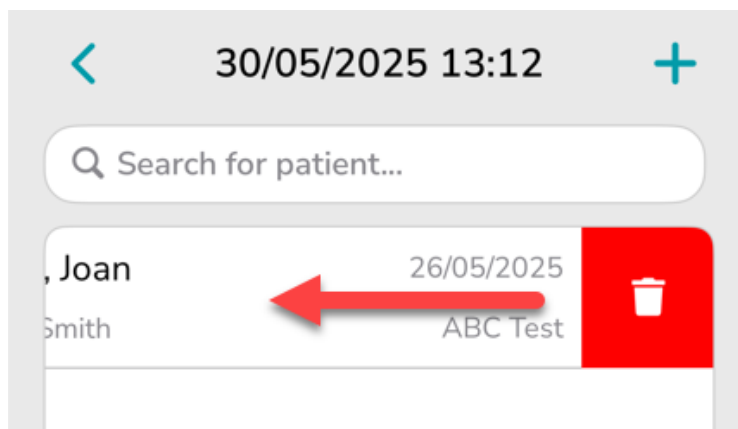 30/05/2025 13:12
Search for patient...
, Joan 26/05/2025
Smith ABC Test